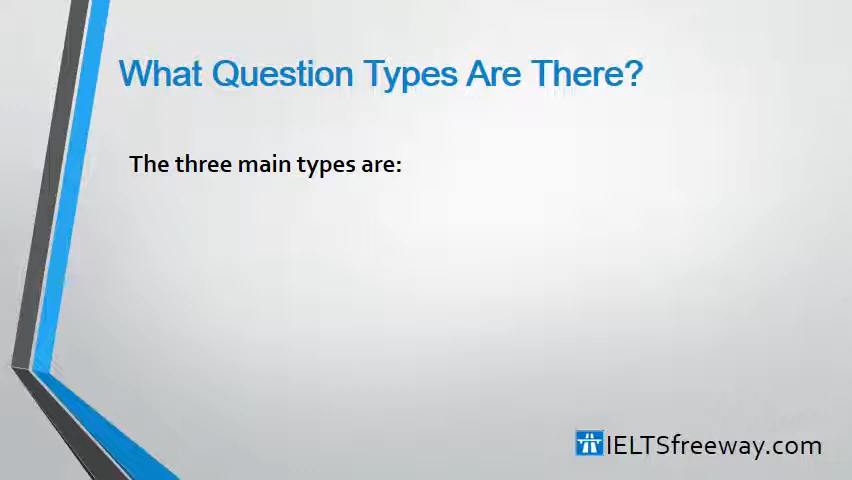 What Question Types Are There?
The three main types are:
IELTSfreeway.com